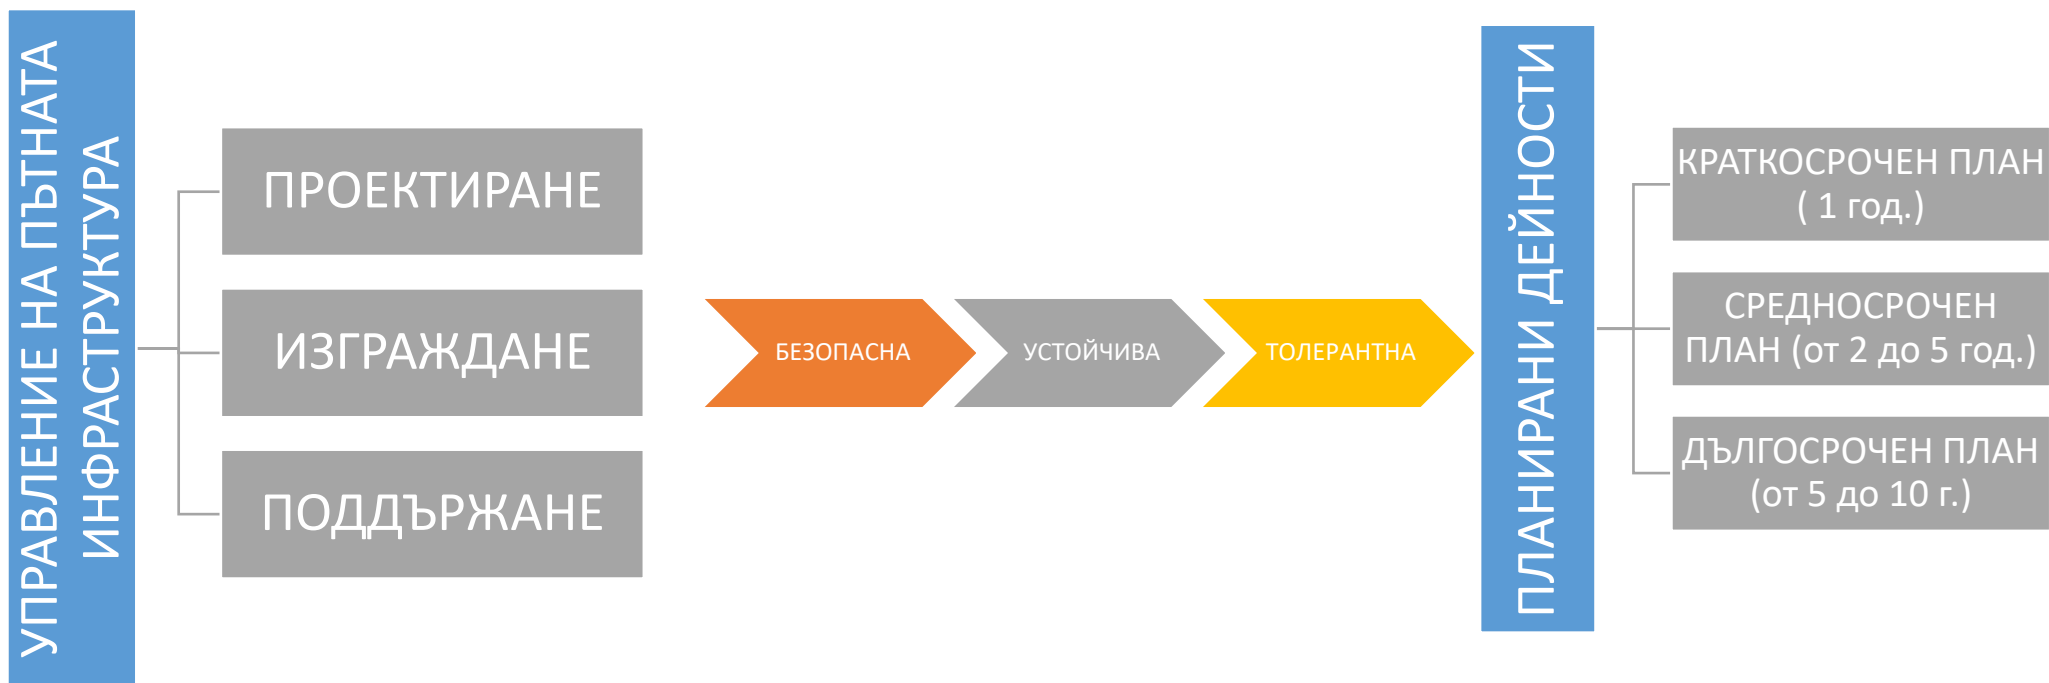 УПРАВЛЕНИЕ НА ПЪТНАТА
ИНФРАСТРУКТУРА
ПРОЕКТИРАНЕ
ИЗГРАЖДАНЕ
ПОДДЪРЖАНЕ
БЕЗОПАСНА
УСТОЙЧИВА
ТОЛЕРАНТНА
ПЛАНИРАНИ ДЕЙНОСТИ
КРАТКОСРОЧЕН ПЛАН
( 1 год.)
СРЕДНОСРОЧЕН
ПЛАН (от 2 до 5 год.)
ДЪЛГОСРОЧЕН ПЛАН
(от 5 до 10 г.)